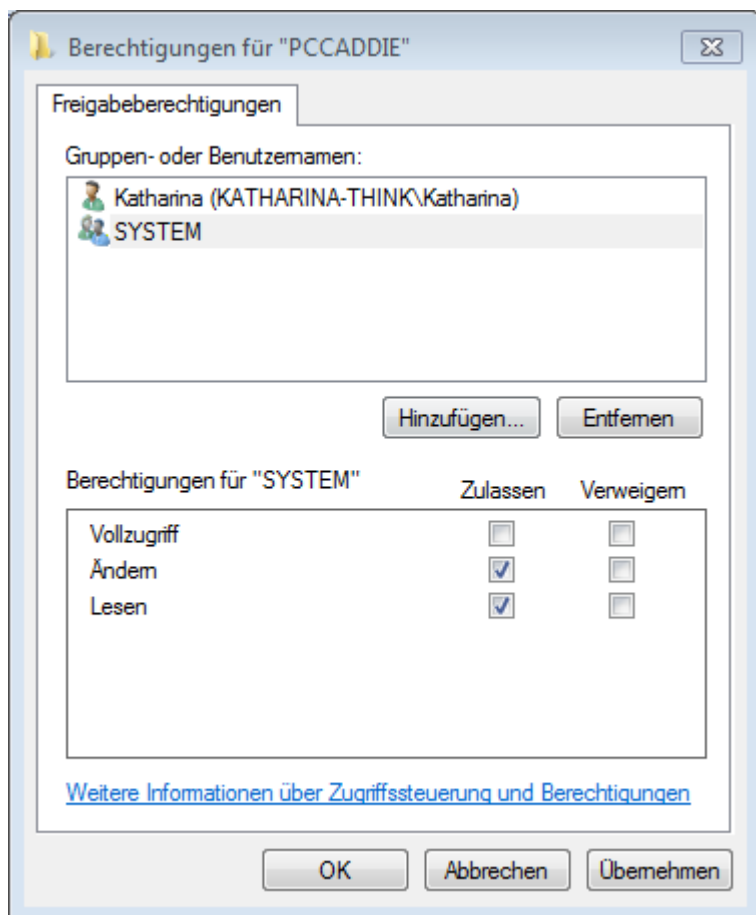 Berechtigungen für "PCCADDIE"
Freigabeberechtigungen
Gruppen- oder Benutzernamen:
Katharina (KATHARINA-THINK\Katharina)
SYSTEM
Hinzufügen... Entfernen
Berechtigungen für "SYSTEM" Zulassen Verweigern
Vollzugriff
Ändern
Lesen
Weitere Informationen über Zugriffssteuerung und Berechtigungen
OK Abbrechen Übernehmen